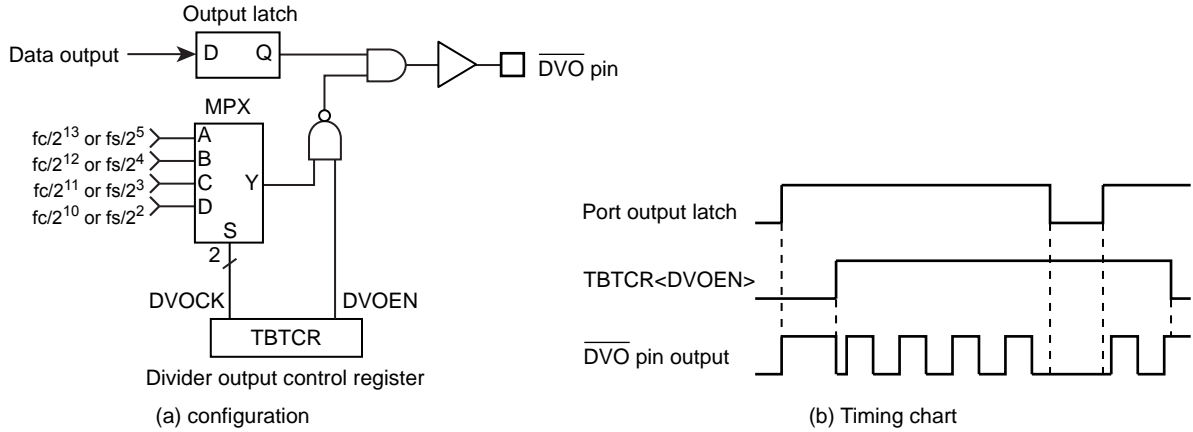 Output latch
Data output
D Q
DVO pin
MPX
fc/2^13 or fs/2^5
fc/2^12 or fs/2^4
fc/2^11 or fs/2^3
fc/2^10 or fs/2^2
A
B
C
D
Y
S
2
DVOCK
DVOEN
TBTCR
Divider output control register
(a) configuration
Port output latch
TBTCR<DVOEN>
DVO pin output
(b) Timing chart